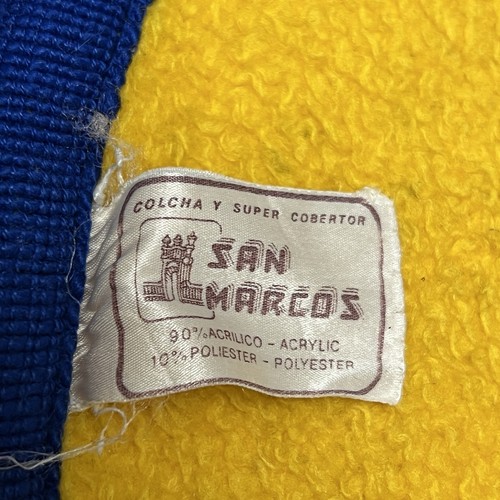 COLCHA Y SUPER COBERTOR
SAN
MARCOS
90% ACRILICO - ACRYLIC
10% POLIESTER - POLYESTER